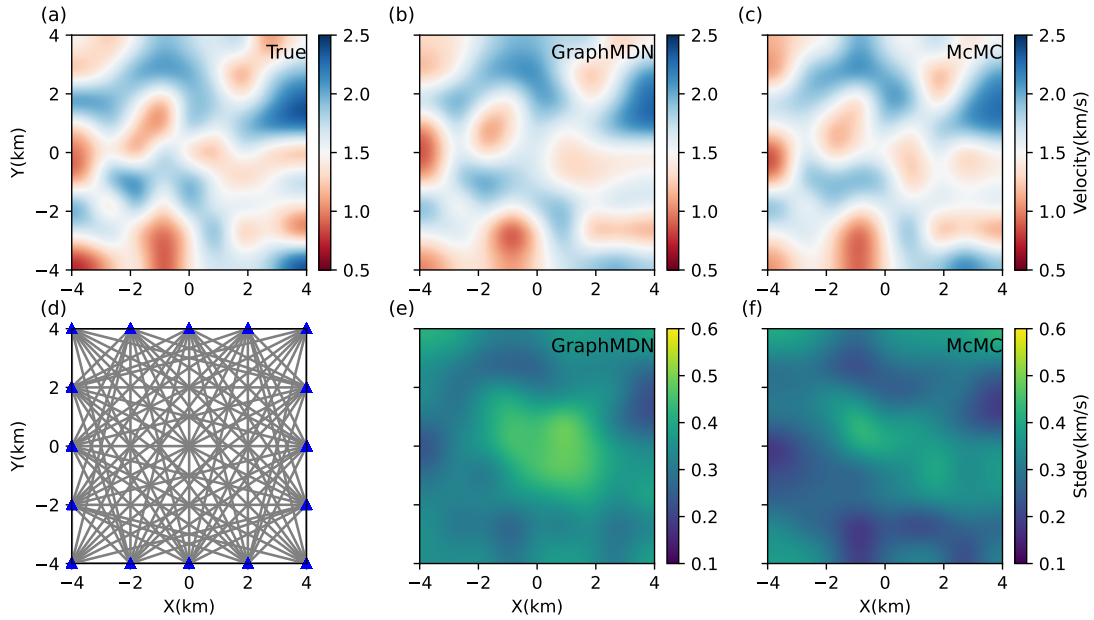 (a)
(b)
(c)
True
GraphMDN
McMC
4
2
0
−2
−4
Y(km)
−4 −2 0 2 4
2.5
2.0
1.5
1.0
0.5
−4 −2 0 2 4
2.5
2.0
1.5
1.0
0.5
−4 −2 0 2 4
2.5
2.0
1.5
1.0
0.5
Velocity(km/s)
(d)
(e)
(f)
GraphMDN
McMC
4
2
0
−2
−4
Y(km)
−4 −2 0 2 4
X(km)
0.6
0.5
0.4
0.3
0.2
0.1
−4 −2 0 2 4
X(km)
0.6
0.5
0.4
0.3
0.2
0.1
Stdev(km/s)
−4 −2 0 2 4
X(km)